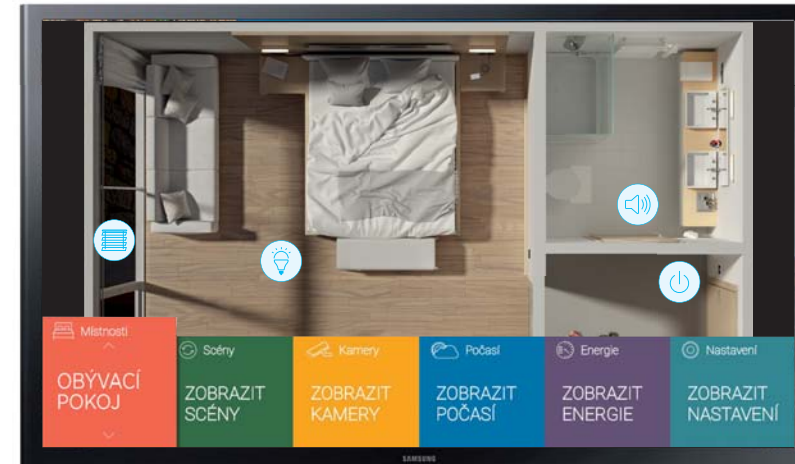 Místnosti
OBÝVACÍ
POKOJ
Scény
ZOBRAZIT
SCÉNY
Kamery
ZOBRAZIT
KAMERY
Počasí
ZOBRAZIT
POČASÍ
Energie
ZOBRAZIT
ENERGIE
Nastavení
ZOBRAZIT
NASTAVENÍ
SAMSUNG